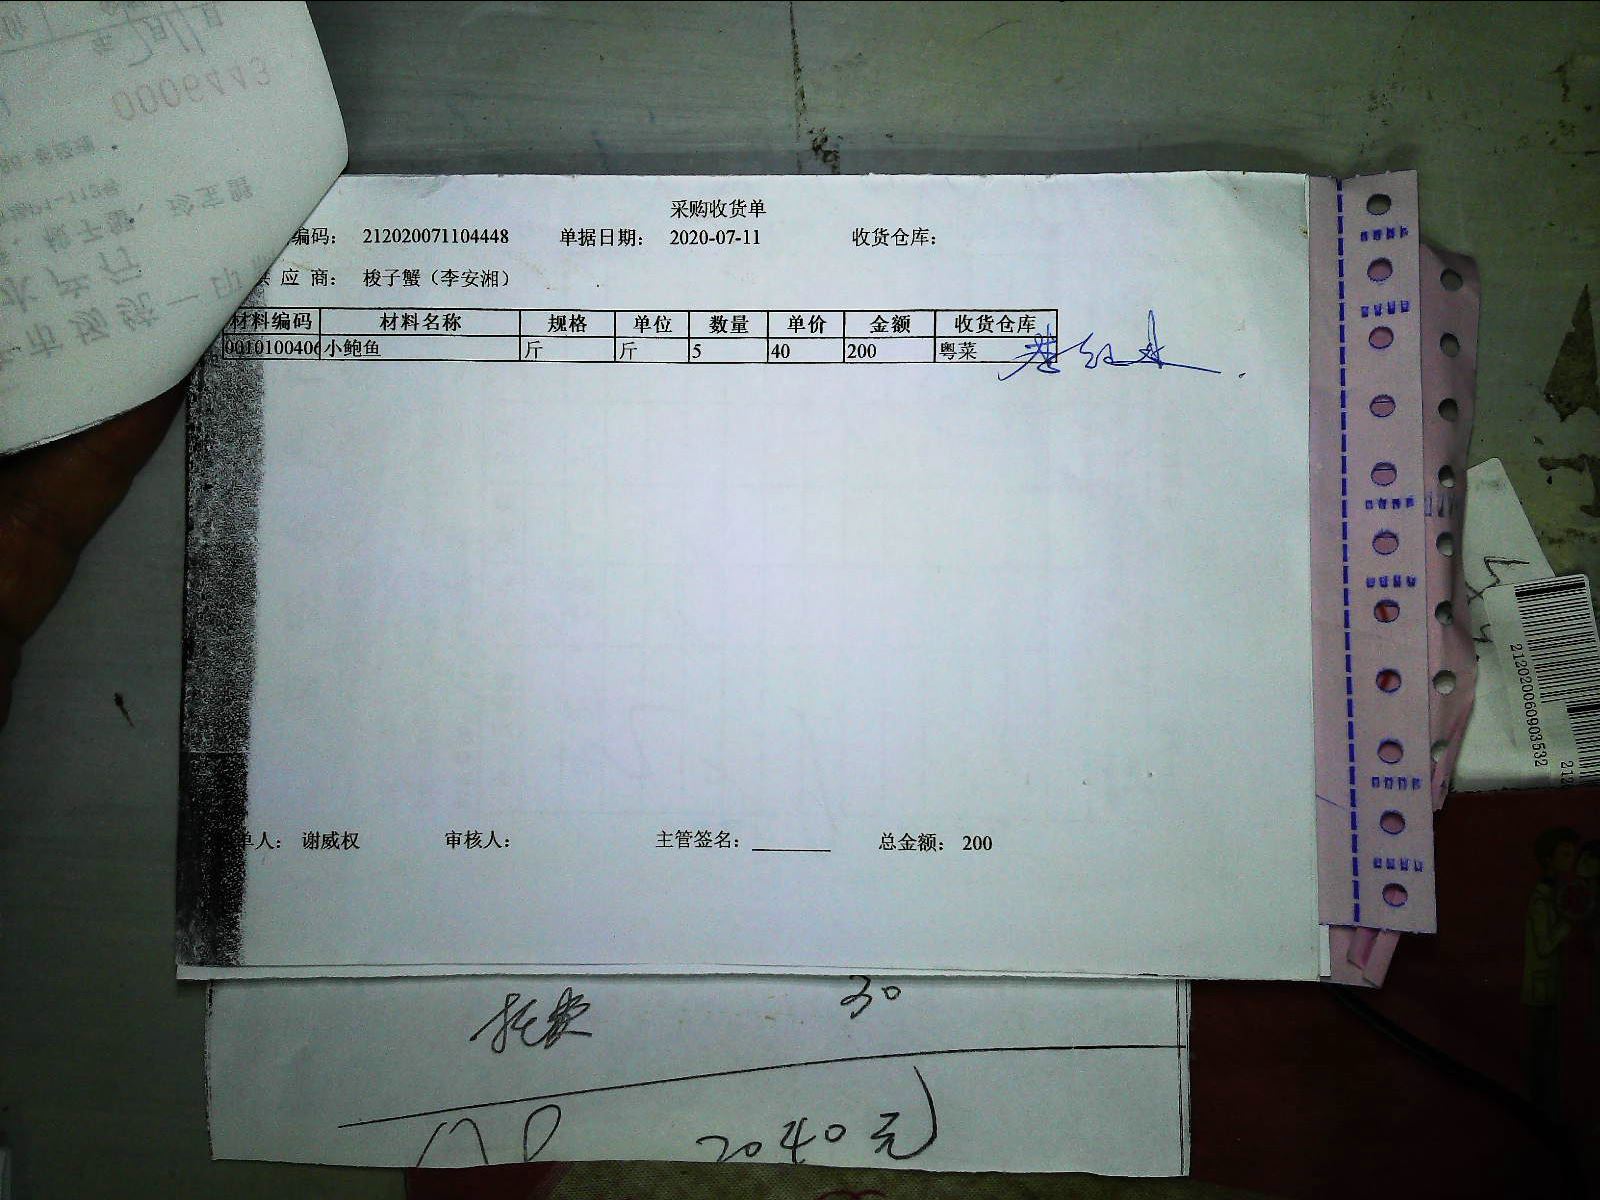 0006443
采购收货单
编码： 212020071104448 单据日期： 2020-07-11 收货仓库：
应 商： 梭子蟹（李安湘）
材料编码 材料名称 规格 单位 数量 单价 金额 收货仓库
0010100406 小鲍鱼 斤 斤 5 40 200 粤菜
单人： 谢威权 审核人： 主管签名： 总金额： 200
30
2040元
212020060903532